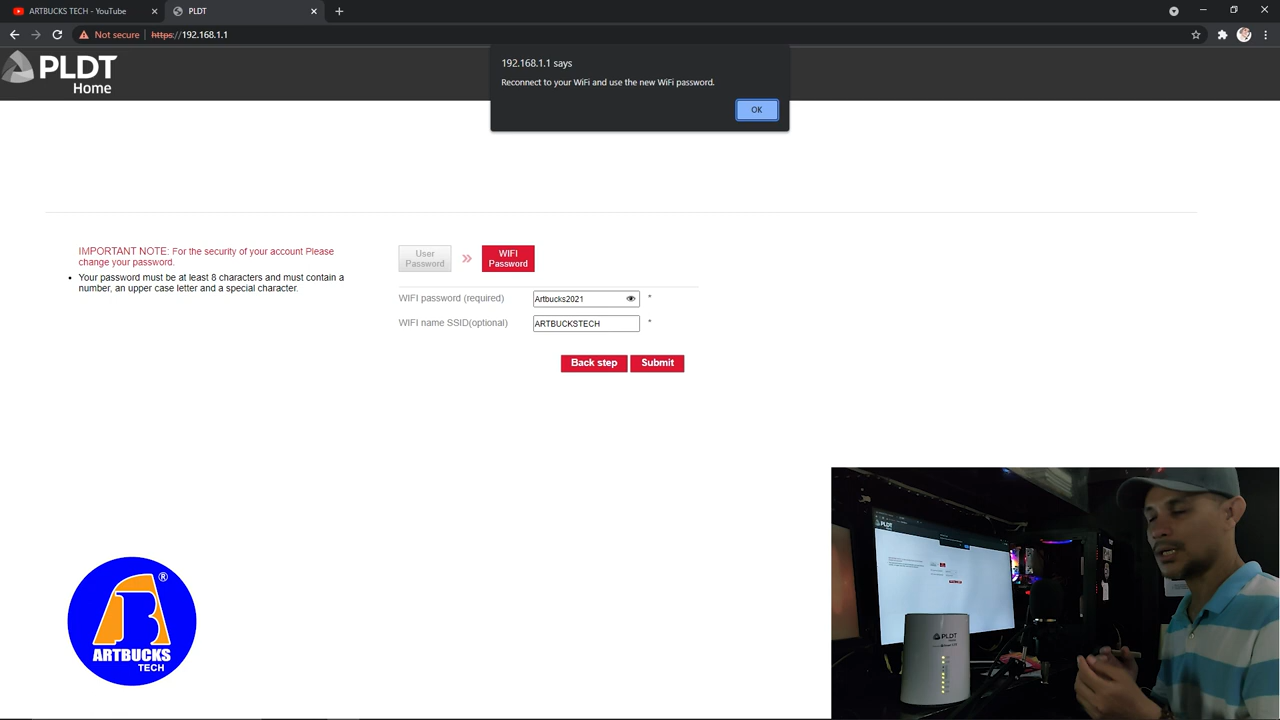 ARTBUCKS TECH - YouTube
PLDT
Not secure
https://192.168.1.1
PLDT
Home
192.168.1.1 says
Reconnect to your WiFi and use the new WiFi password.
OK
IMPORTANT NOTE: For the security of your account Please
change your password.
• Your password must be at least 8 characters and must contain a
number, an upper case letter and a special character.
User
Password
»
WIFI
Password
WIFI password (required)
Artbucks2021
*
WIFI name SSID(optional)
ARTBUCKSTECH
*
Back step
Submit
®
ARTBUCKS
TECH
PLDT
PLDT